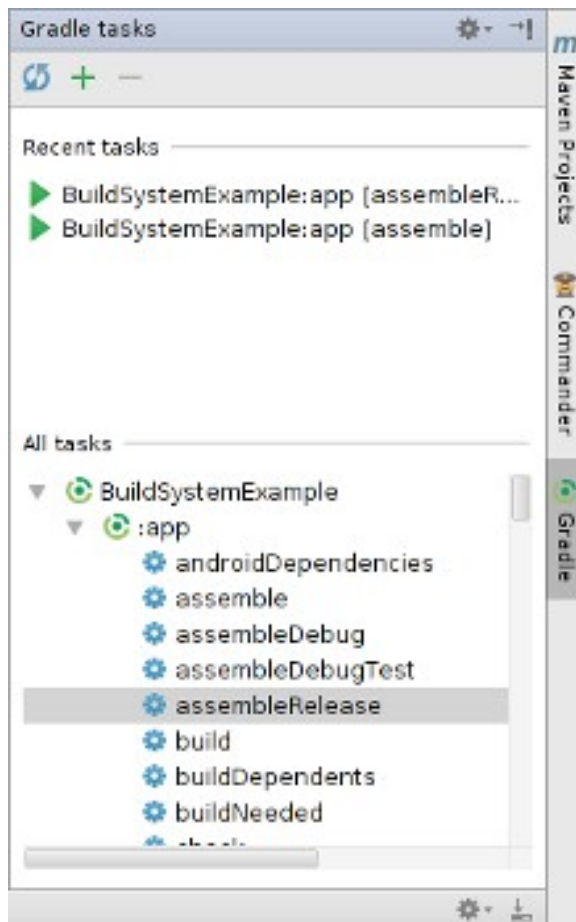 Gradle tasks
Recent tasks
BuildSystemExample:app [assembleR...
BuildSystemExample:app [assemble]
All tasks
BuildSystemExample
:app
androidDependencies
assemble
assembleDebug
assembleDebugTest
assembleRelease
build
buildDependents
buildNeeded
m Maven Projects
Commander
Gradle